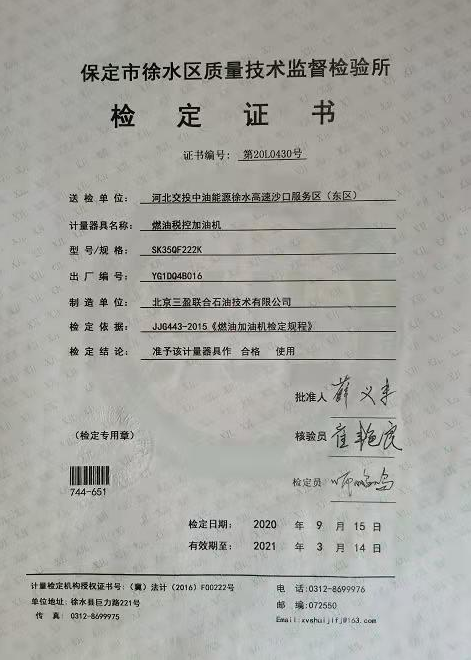 保定市徐水区质量技术监督检验所
检定证书
证书编号: 第20L0430号
送检单位: 河北交投中油能源徐水高速沙口服务区（东区）
计量器具名称: 燃油税控加油机
型号/规格: SK35QF222K
出厂编号: YG1DQ4B016
制造单位: 北京三盈联合石油技术有限公司
检定依据: JJG443-2015《燃油加油机检定规程》
检定结论: 准予该计量器具作 合格 使用
批准人
（检定专用章） 核验员
检定员
744-651
检定日期: 2020 年 9 月 15 日
有效期至: 2021 年 3 月 14 日
计量检定机构授权证书号:（冀）法计（2016）F00222号 电 话:0312-8699976
单位地址: 徐水县巨力路221号 邮 编:072550
传 真: 0312-8699975 Email:xvshuijlfj@163.com